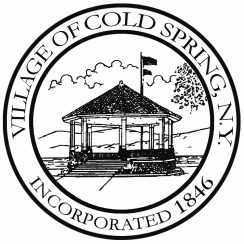 VILLAGE OF COLD SPRING, N.Y.
INCORPORATED 1846